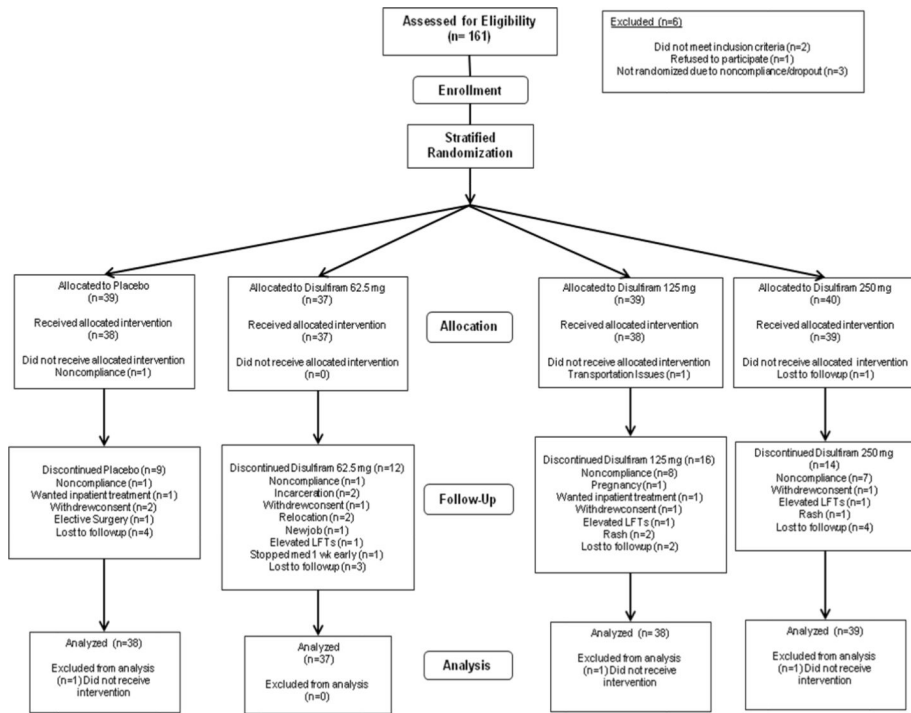 Assessed for Eligibility
(n= 161)
Excluded (n=6)
Did not meet inclusion criteria (n=2)
Refused to participate (n=1)
Not randomized due to noncompliance/dropout (n=3)
Enrollment
Stratified
Randomization
Allocated to Placebo
(n=39)
Received allocated intervention
(n=38)
Did not receive allocated intervention
Noncompliance (n=1)
Allocated to Disulfiram 62.5 mg
(n=37)
Received allocated intervention
(n=37)
Did not receive allocated intervention
(n=0)
Allocation
Allocated to Disulfiram 125 mg
(n=39)
Received allocated intervention
(n=38)
Did not receive allocated intervention
Transportation Issues (n=1)
Allocated to Disulfiram 250 mg
(n=40)
Received allocated intervention
(n=39)
Did not receive allocated intervention
Lost to followup (n=1)
Discontinued Placebo (n=9)
Noncompliance (n=1)
Wanted inpatient treatment (n=1)
Withdrew consent (n=2)
Elective Surgery (n=1)
Lost to followup (n=4)
Discontinued Disulfiram 62.5 mg (n=12)
Noncompliance (n=1)
Incarceration (n=2)
Withdrew consent (n=1)
Relocation (n=2)
New job (n=1)
Elevated LFTs (n=1)
Stopped med 1 wk early (n=1)
Lost to followup (n=3)
Follow-Up
Discontinued Disulfiram 125 mg (n=16)
Noncompliance (n=8)
Pregnancy (n=1)
Wanted inpatient treatment (n=1)
Withdrew consent (n=1)
Elevated LFTs (n=1)
Rash (n=2)
Lost to followup (n=2)
Discontinued Disulfiram 250 mg
(n=14)
Noncompliance (n=7)
Withdrew consent (n=1)
Elevated LFTs (n=1)
Rash (n=1)
Lost to followup (n=4)
Analyzed (n=38)
Excluded from analysis
(n=1) Did not receive
intervention
Analyzed
(n=37)
Excluded from analysis
(n=0)
Analysis
Analyzed (n=38)
Excluded from analysis
(n=1) Did not receive
intervention
Analyzed (n=39)
Excluded from analysis
(n=1) Did not receive
intervention